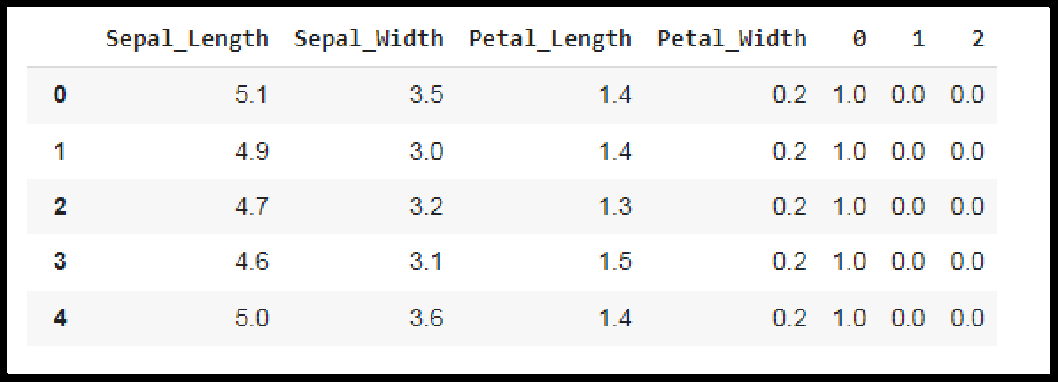 Sepal_Length Sepal_Width Petal_Length Petal_Width 0 1 2
0 5.1 3.5 1.4 0.2 1.0 0.0 0.0
1 4.9 3.0 1.4 0.2 1.0 0.0 0.0
2 4.7 3.2 1.3 0.2 1.0 0.0 0.0
3 4.6 3.1 1.5 0.2 1.0 0.0 0.0
4 5.0 3.6 1.4 0.2 1.0 0.0 0.0